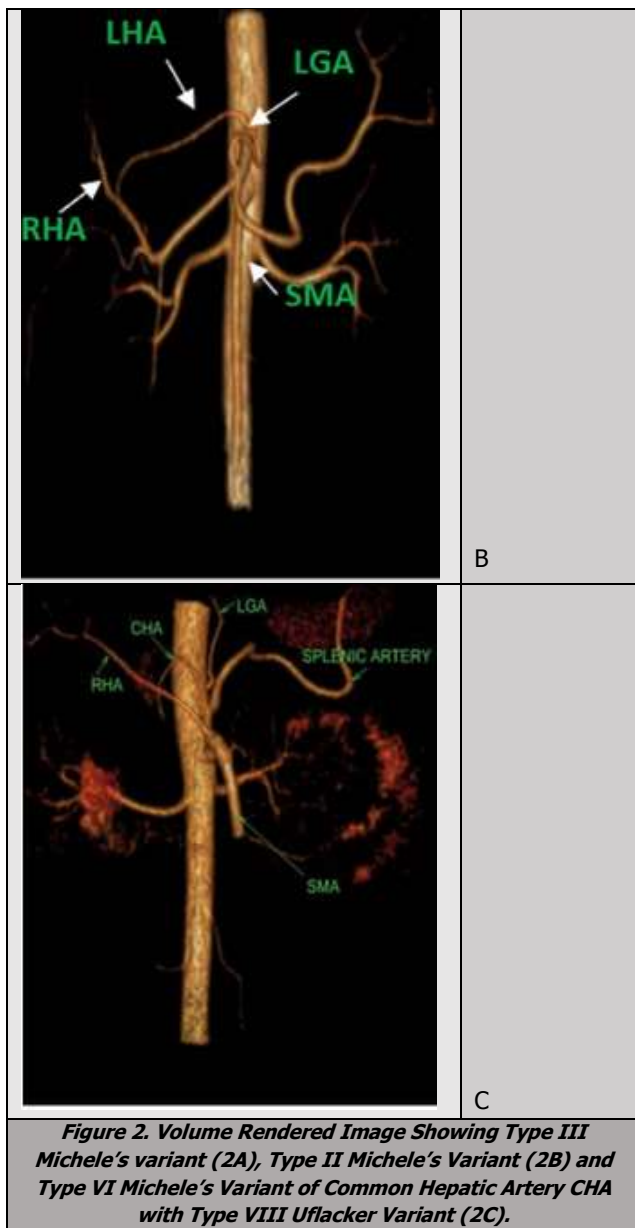 LHA
LGA
RHA
SMA
B
LGA
CHA
SPLENIC ARTERY
RHA
SMA
C
Figure 2. Volume Rendered Image Showing Type III
Michele's variant (2A), Type II Michele's Variant (2B) and
Type VI Michele's Variant of Common Hepatic Artery CHA
with Type VIII Uflacker Variant (2C).